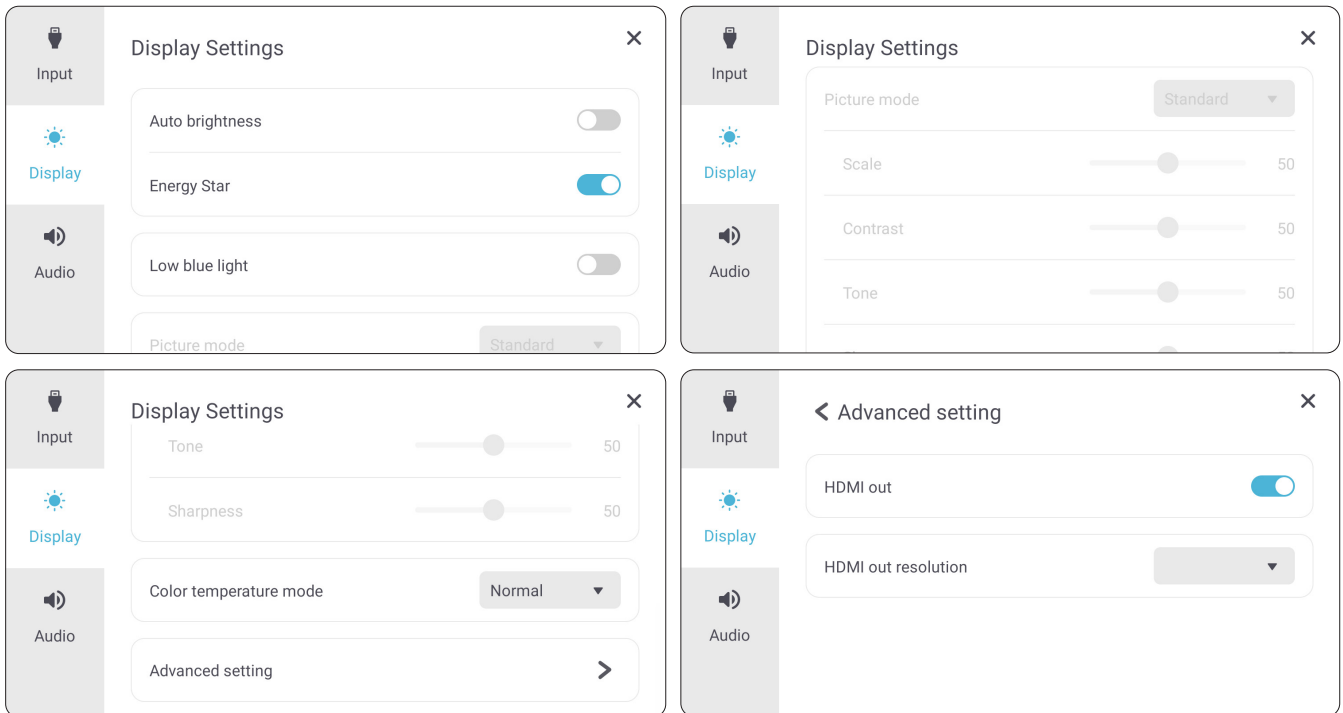 Input
Display
Audio
Display Settings
Auto brightness
Energy Star
Low blue light
Picture mode Standard
Input
Display
Audio
Display Settings
Picture mode Standard
Scale 50
Contrast 50
Tone 50
Input
Display
Audio
Display Settings
Tone 50
Sharpness 50
Color temperature mode Normal
Advanced setting
Input
Display
Audio
Advanced setting
HDMI out
HDMI out resolution